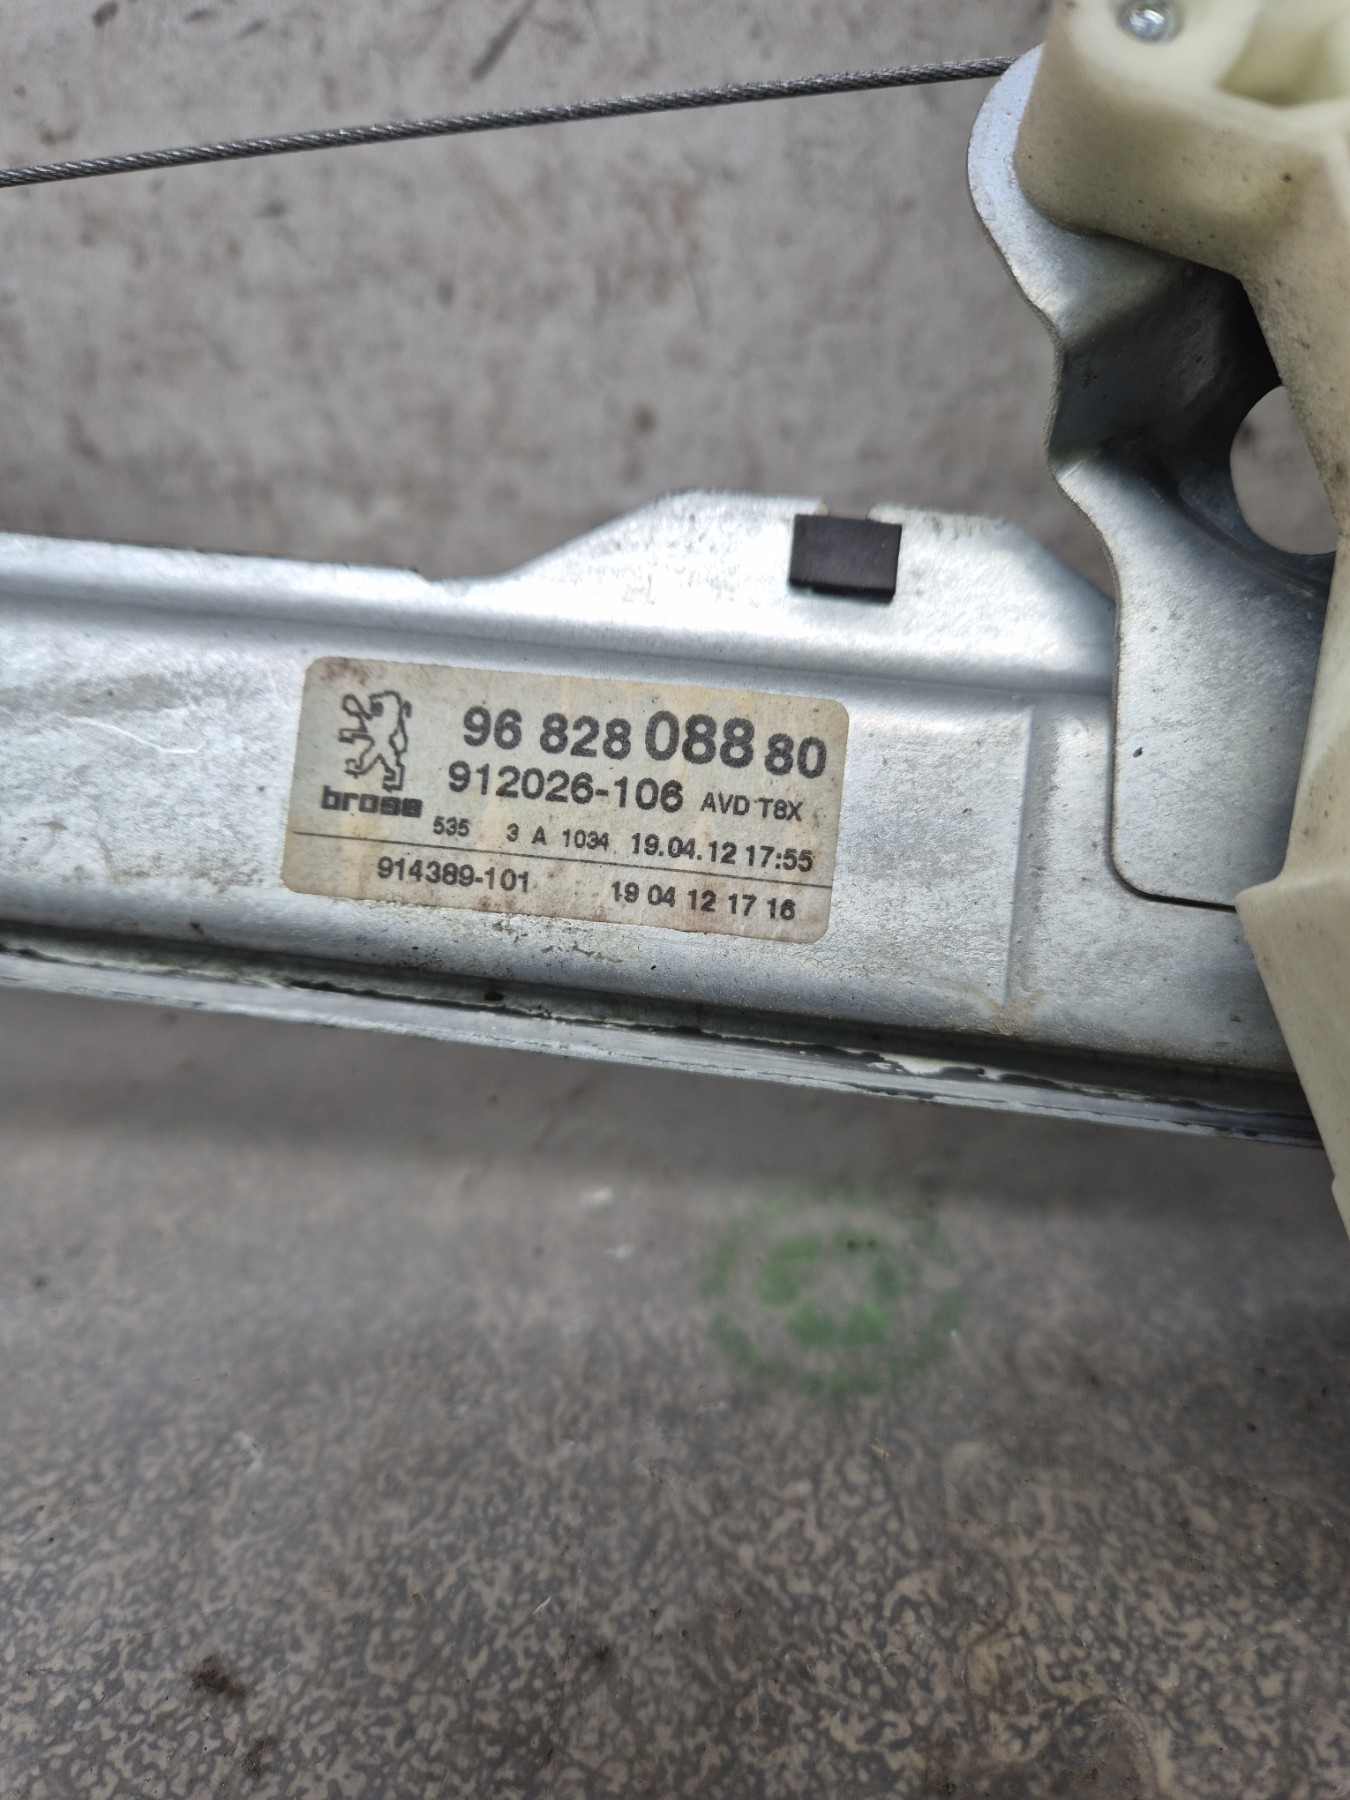 96 828 088 80
912026-106 AVD T8X
brose
535 3 A 1034 19.04.12 17:55
914389-101 19 04 12 17 16